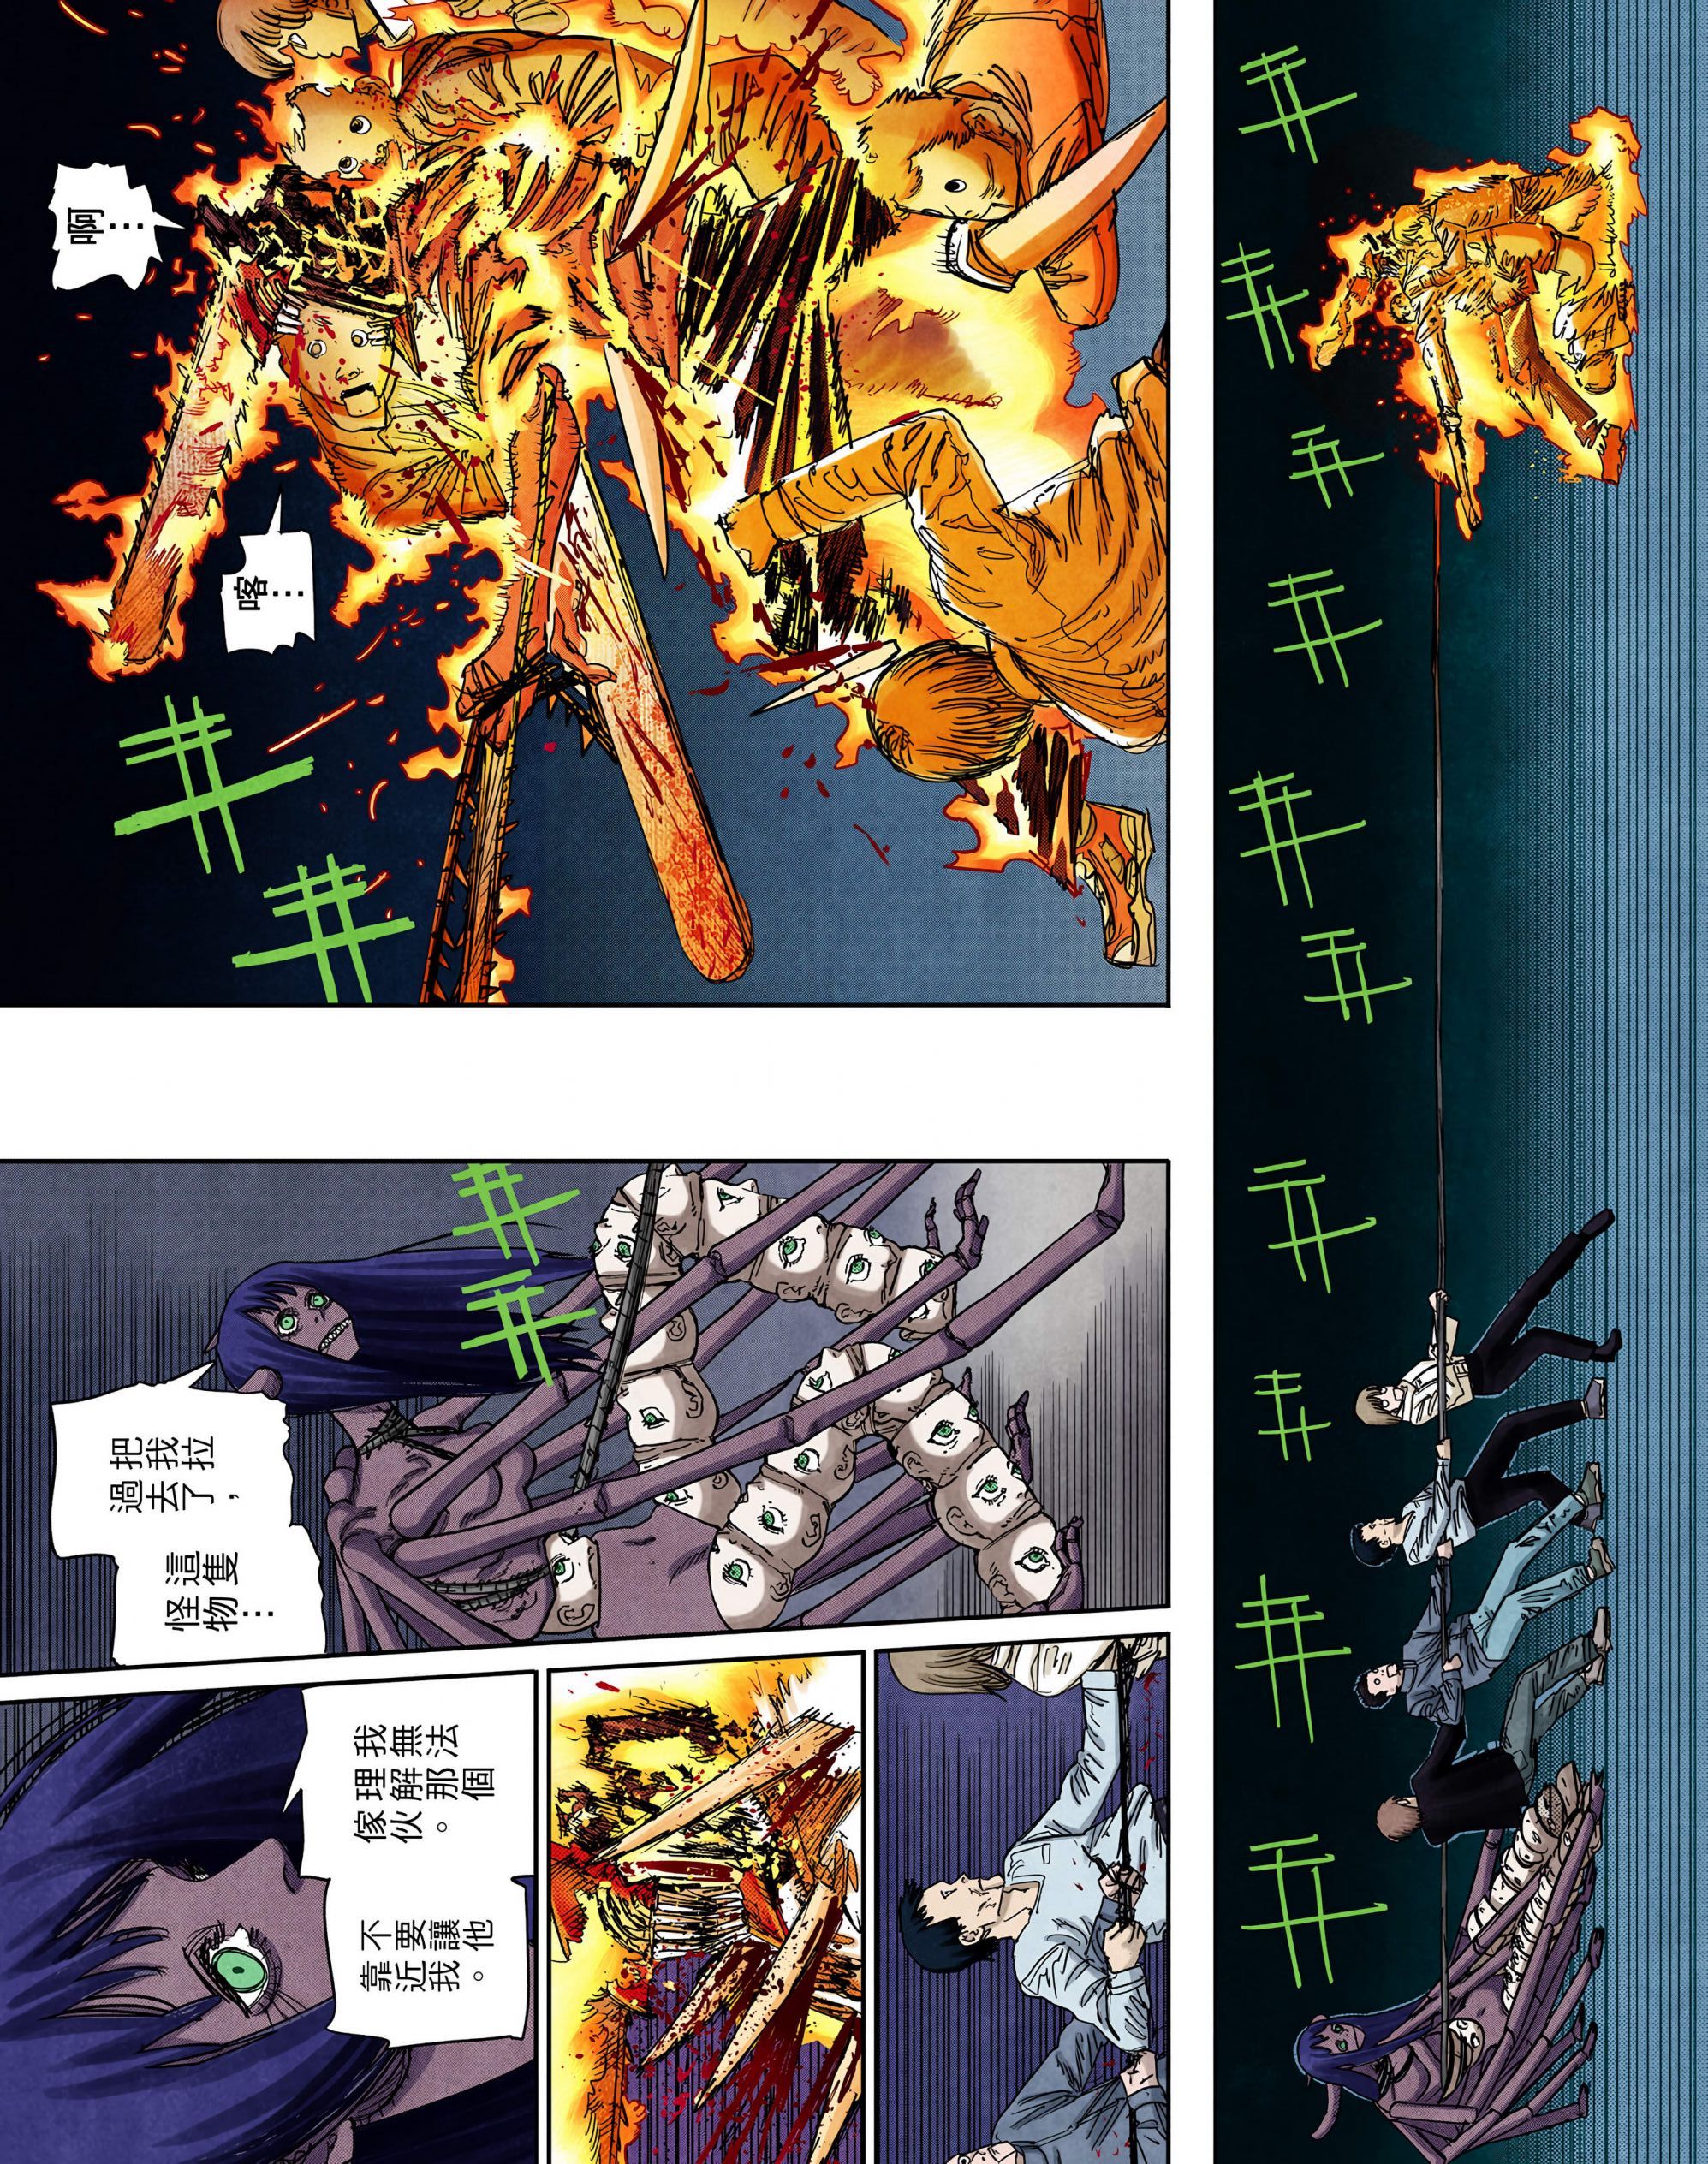 啊…
喀…
把我拉
過去了，
這隻
怪物…
我無法
理解那個
傢伙。
不要讓他
靠近我。